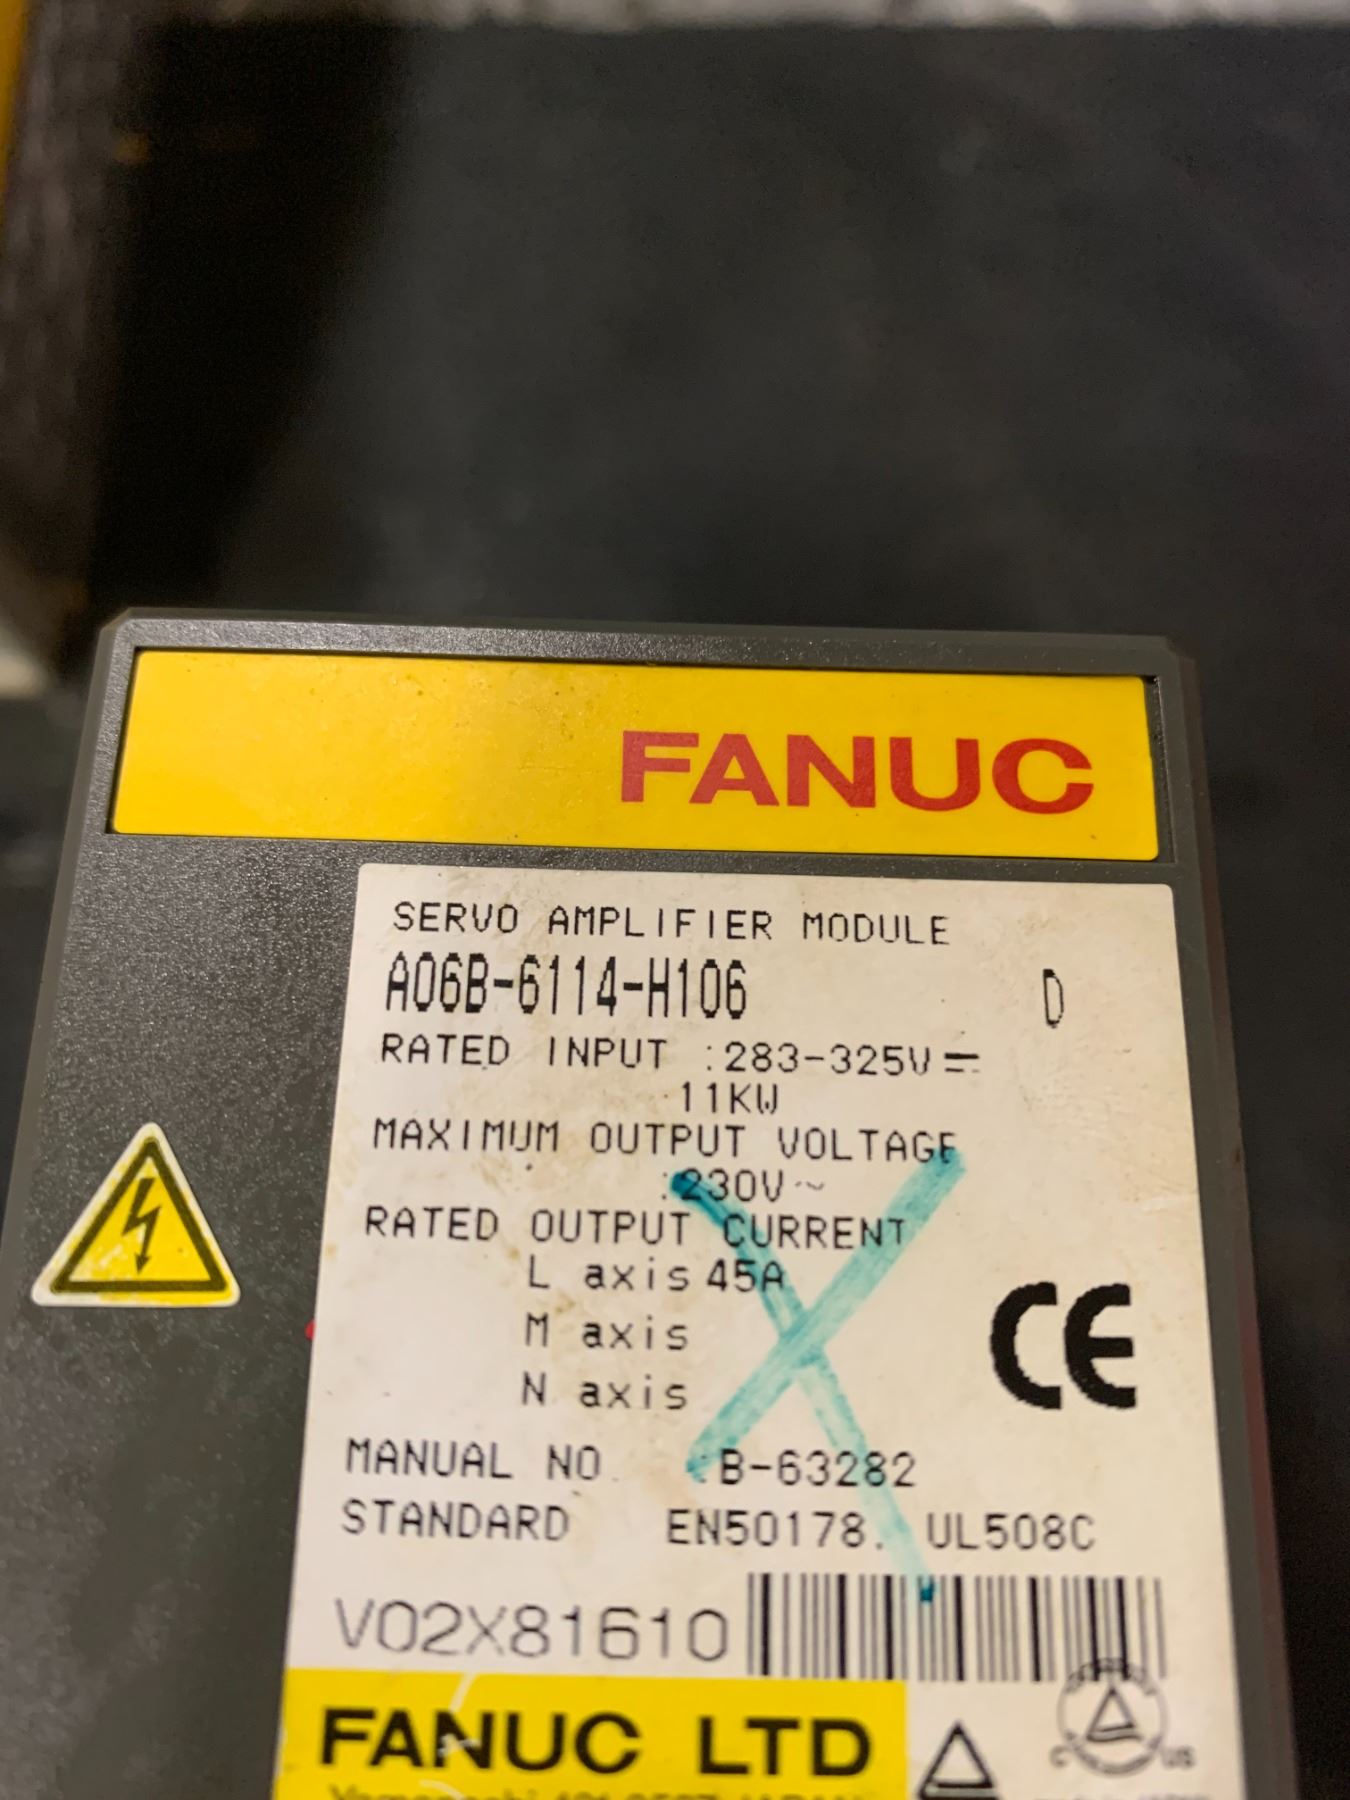 FANUC
SERVO AMPLIFIER MODULE
A06B-6114-H106 D
RATED INPUT :283-325V⎓
11KW
MAXIMUM OUTPUT VOLTAGE
:230V~
RATED OUTPUT CURRENT
L axis 45A
M axis
N axis
MANUAL NO. :B-63282
STANDARD EN50178. UL508C
CE
V02X81610
FANUC LTD
C US